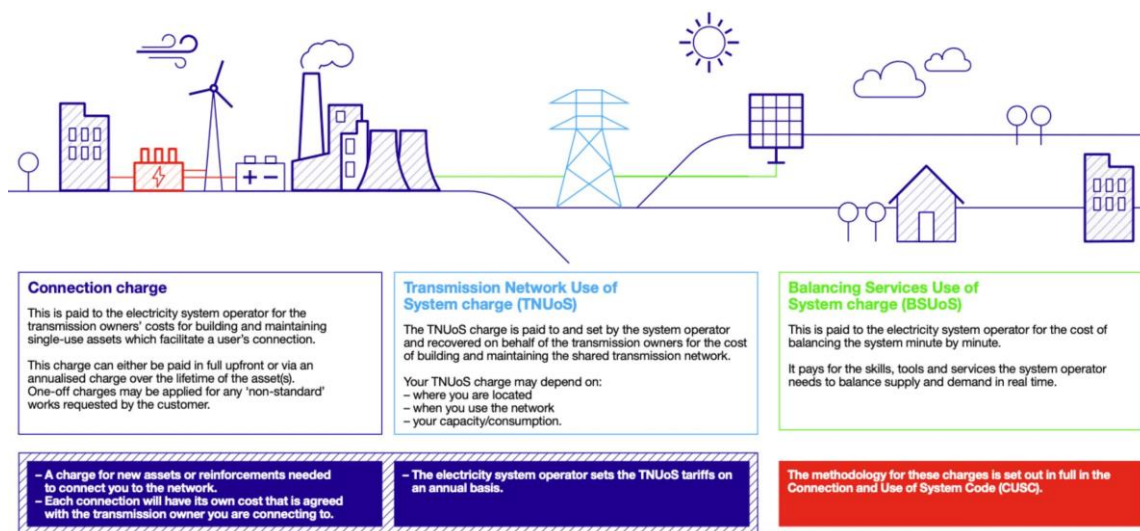 Connection charge
This is paid to the electricity system operator for the
transmission owners' costs for building and maintaining
single-use assets which facilitate a user's connection.
This charge can either be paid in full upfront or via an
annualised charge over the lifetime of the asset(s).
One-off charges may be applied for any 'non-standard'
works requested by the customer.
Transmission Network Use of
System charge (TNUoS)
The TNUoS charge is paid to and set by the system operator
and recovered on behalf of the transmission owners for the cost
of building and maintaining the shared transmission network.
Your TNUoS charge may depend on:
– where you are located
– when you use the network
– your capacity/consumption.
Balancing Services Use of
System charge (BSUoS)
This is paid to the electricity system operator for the cost of
balancing the system minute by minute.
It pays for the skills, tools and services the system operator
needs to balance supply and demand in real time.
– A charge for new assets or reinforcements needed
to connect you to the network.
– Each connection will have its own cost that is agreed
with the transmission owner you are connecting to.
– The electricity system operator sets the TNUoS tariffs on
an annual basis.
The methodology for these charges is set out in full in the
Connection and Use of System Code (CUSC).